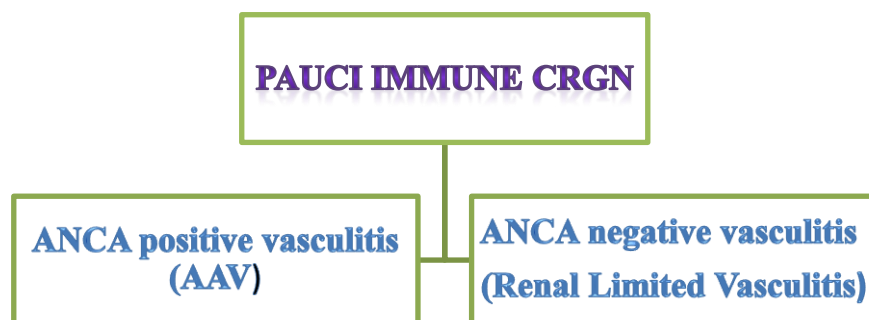 PAUCI IMMUNE CRGN
ANCA positive vasculitis
(AAV)
ANCA negative vasculitis
(Renal Limited Vasculitis)